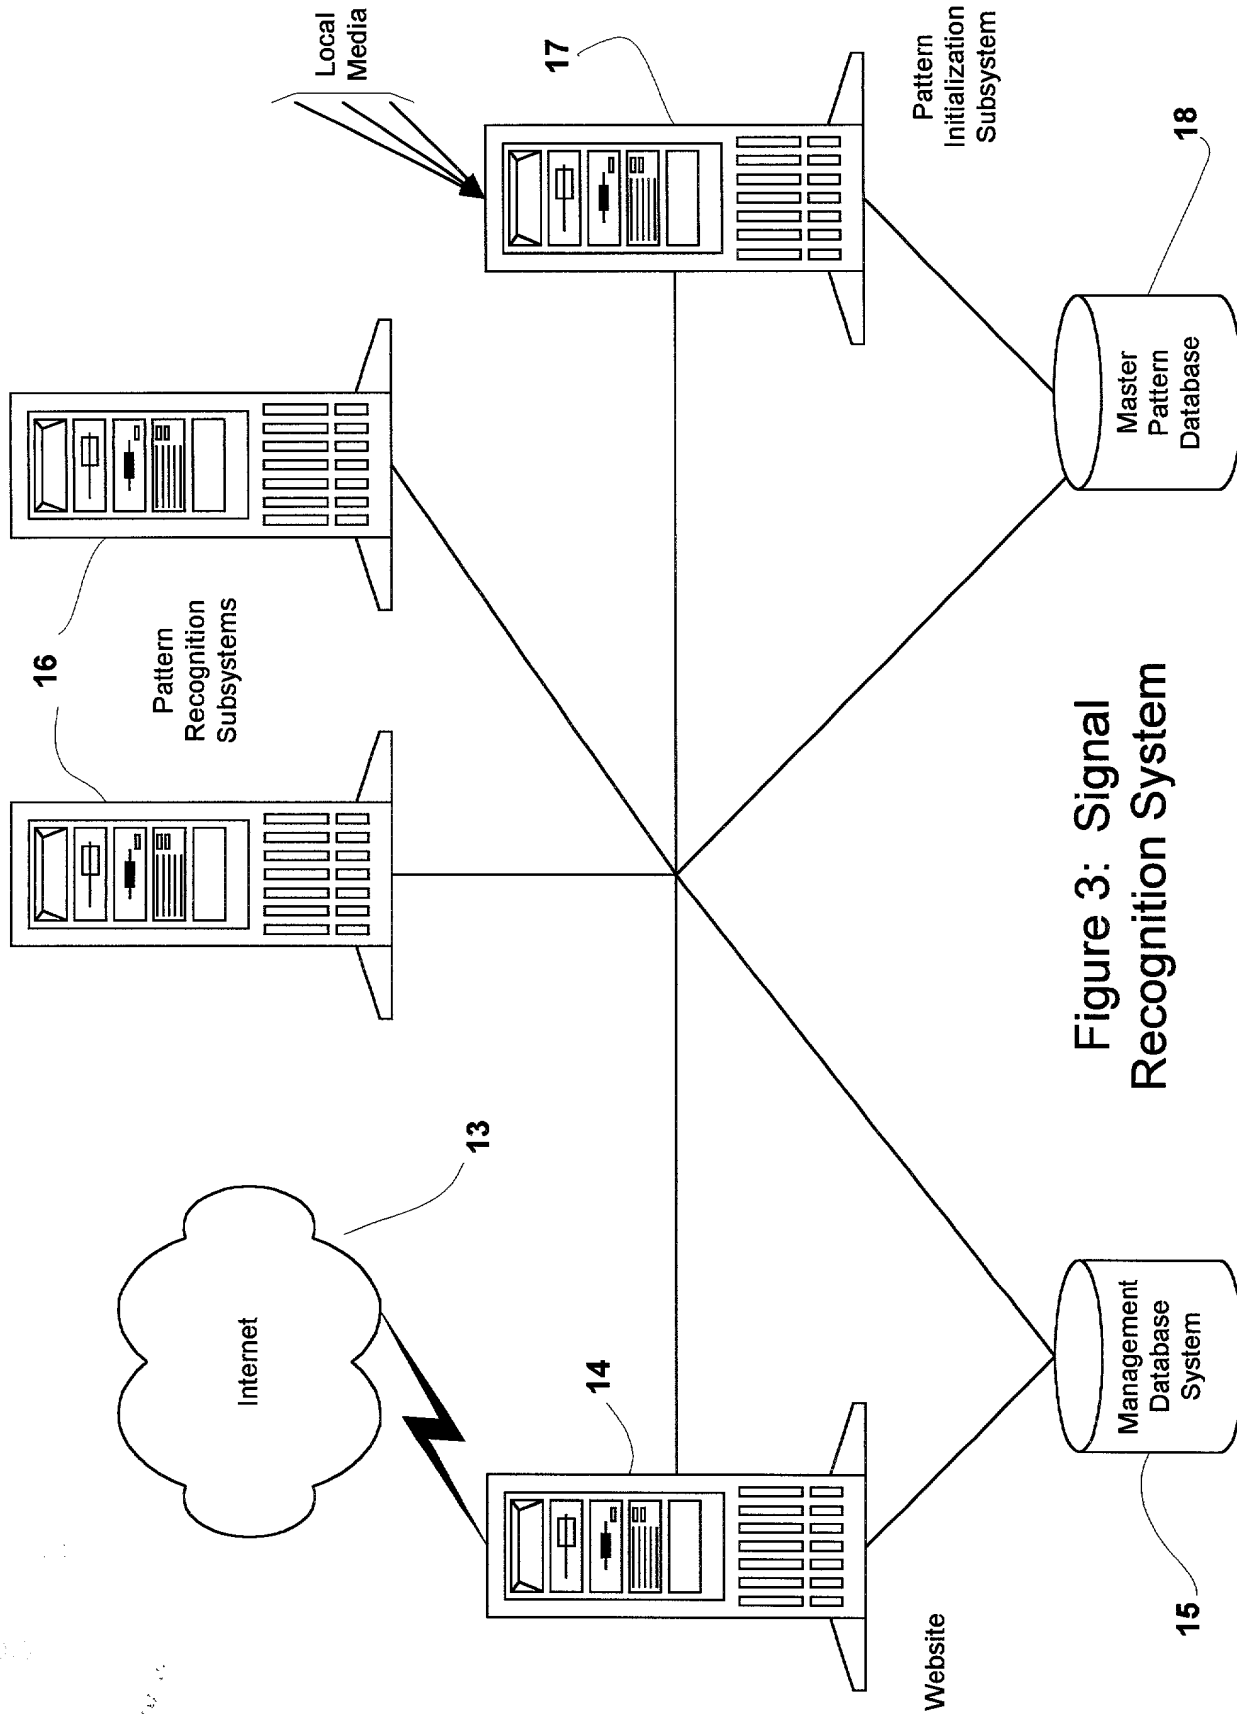 Internet
13
16
Pattern
Recognition
Subsystems
Local
Media
14
17
Website
Pattern
Initialization
Subsystem
15
Management
Database
System
Master
Pattern
Database
18
Figure 3: Signal
Recognition System